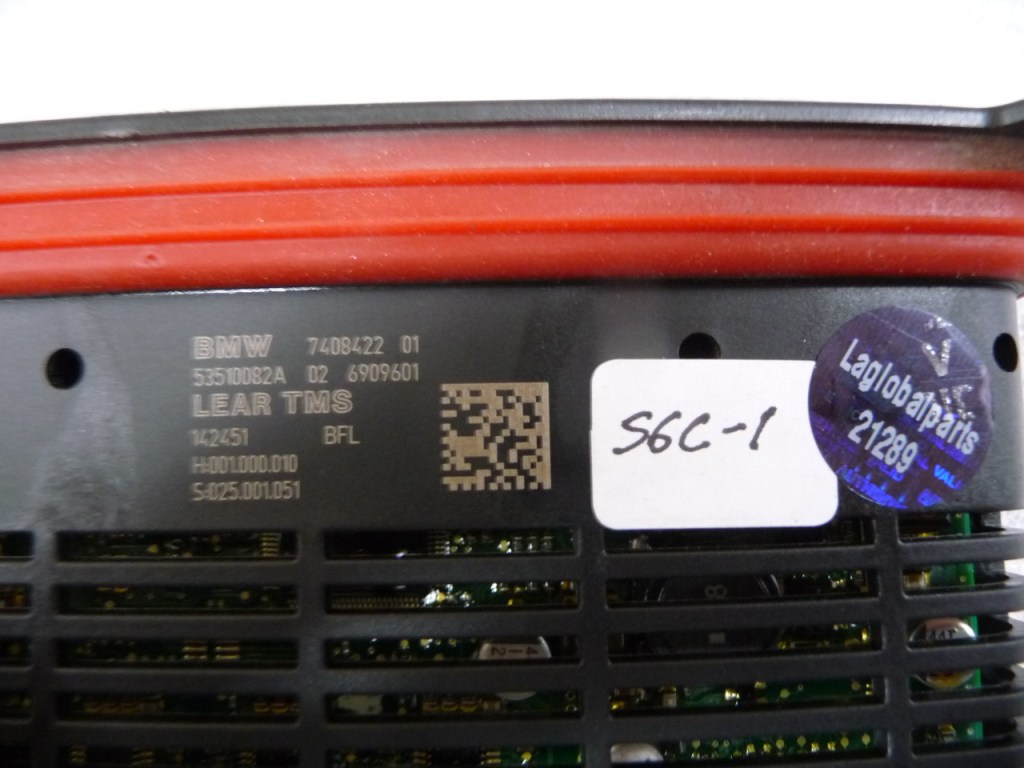 BMW 7408422 01
53510082A 02 6909601
LEAR TMS
142451 BFL
H:001.000.010
S:025.001.051
S6C-1
Laglobalparts
21289